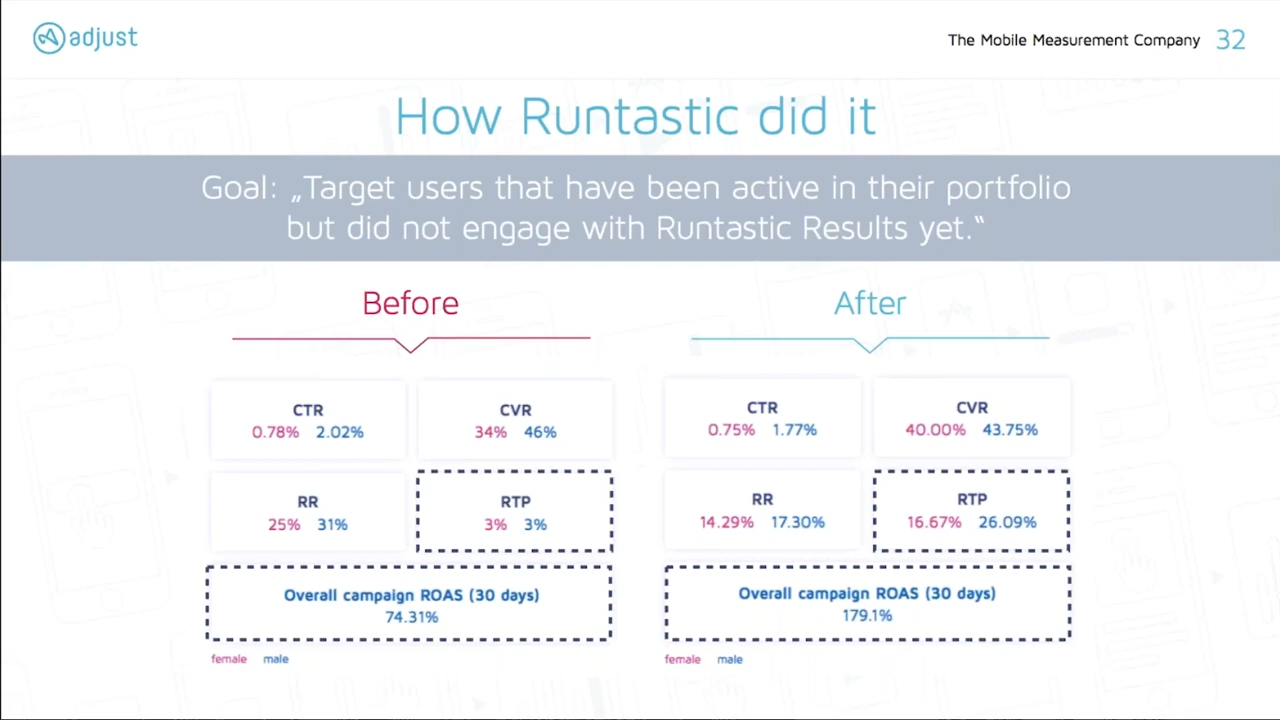 adjust
The Mobile Measurement Company 32
How Runtastic did it
Goal: „Target users that have been active in their portfolio
but did not engage with Runtastic Results yet.“
Before
CTR
0.78% 2.02%
CVR
34% 46%
RR
25% 31%
RTP
3% 3%
Overall campaign ROAS (30 days)
74.31%
female male
After
CTR
0.75% 1.77%
CVR
40.00% 43.75%
RR
14.29% 17.30%
RTP
16.67% 26.09%
Overall campaign ROAS (30 days)
179.1%
female male